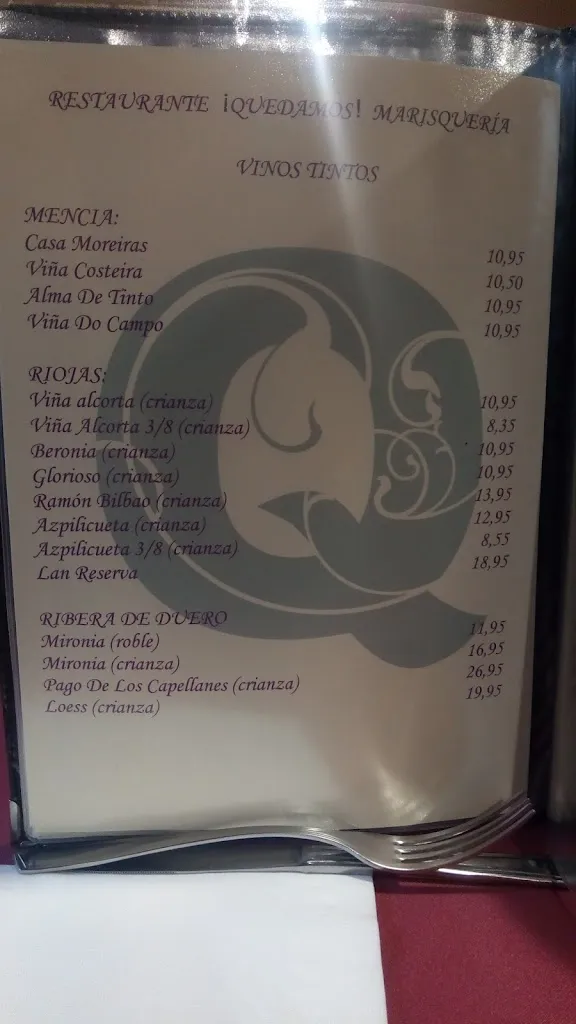 RESTAURANTE ¡QUEDAMOS! MARISQUERÍA
VINOS TINTOS
MENCIA:
Casa Moreiras 10,95
Viña Costeira 10,50
Alma De Tinto 10,95
Viña Do Campo 10,95
RIOJAS:
Viña alcorta (crianza) 10,95
Viña Alcorta 3/8 (crianza) 8,35
Beronia (crianza) 10,95
Glorioso (crianza) 10,95
Ramón Bilbao (crianza) 13,95
Azpilicueta (crianza) 12,95
Azpilicueta 3/8 (crianza) 8,55
Lan Reserva 18,95
RIBERA DE DUERO
Mironia (roble) 11,95
Mironia (crianza) 16,95
Pago De Los Capellanes (crianza) 26,95
Loess (crianza) 19,95